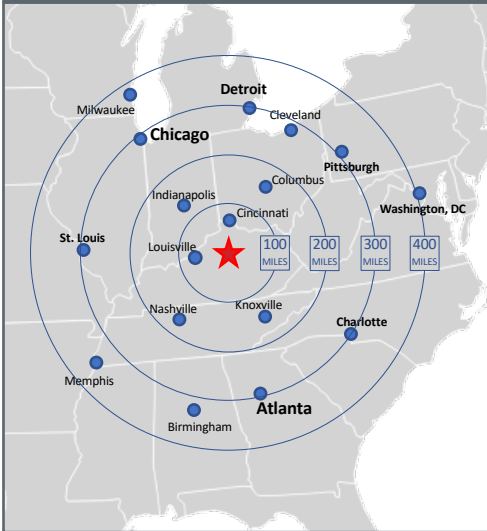 Detroit
Milwaukee
Cleveland
Chicago
Pittsburgh
Columbus
Indianapolis
Washington, DC
Cincinnati
St. Louis
Louisville
100
MILES
200
MILES
300
MILES
400
MILES
Nashville
Knoxville
Charlotte
Memphis
Atlanta
Birmingham